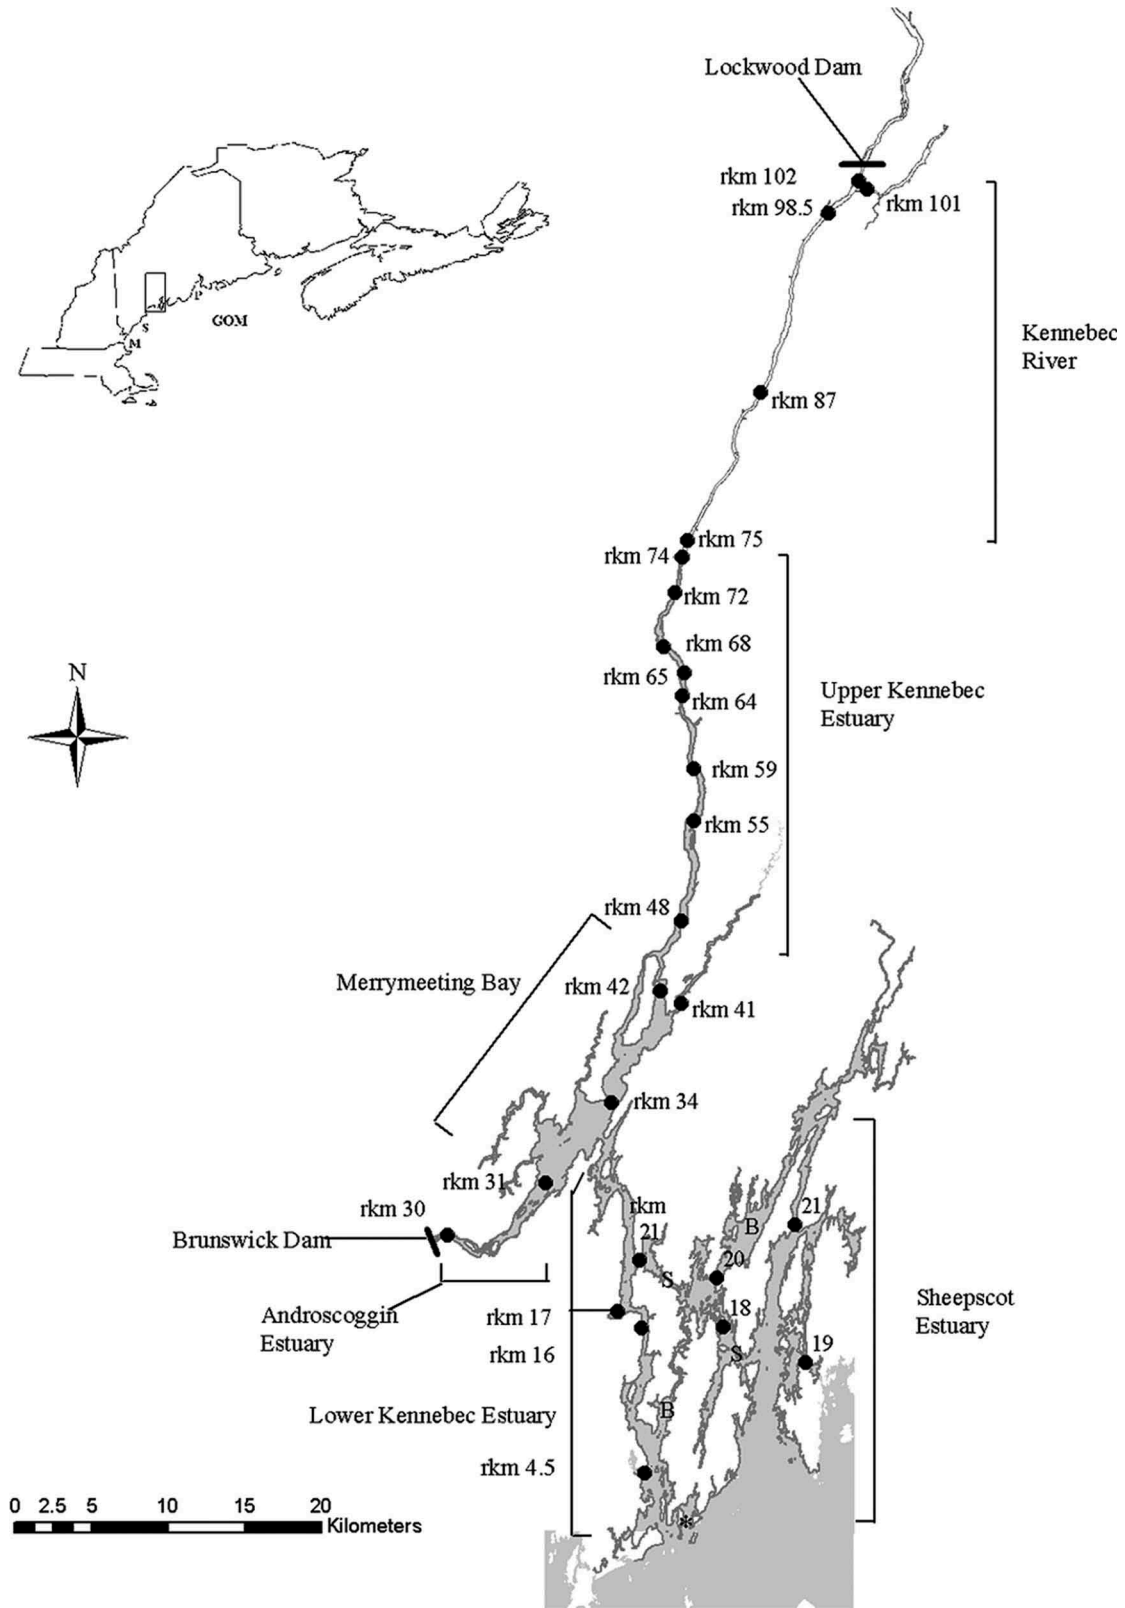 Lockwood Dam
rkm 102
rkm 101
rkm 98.5
P
S
GOM
M
Kennebec
River
rkm 87
rkm 75
rkm 74
rkm 72
rkm 68
rkm 65
rkm 64
N
Upper Kennebec
Estuary
rkm 59
rkm 55
rkm 48
Merrymeeting Bay
rkm 42
rkm 41
rkm 34
rkm 31
rkm 30
Brunswick Dam
rkm
21
S
B
21
20
Androscoggin
Estuary
rkm 17
18
Sheepscot
Estuary
rkm 16
S
19
Lower Kennebec Estuary
B
rkm 4.5
0 2.5 5 10 15 20
Kilometers
*